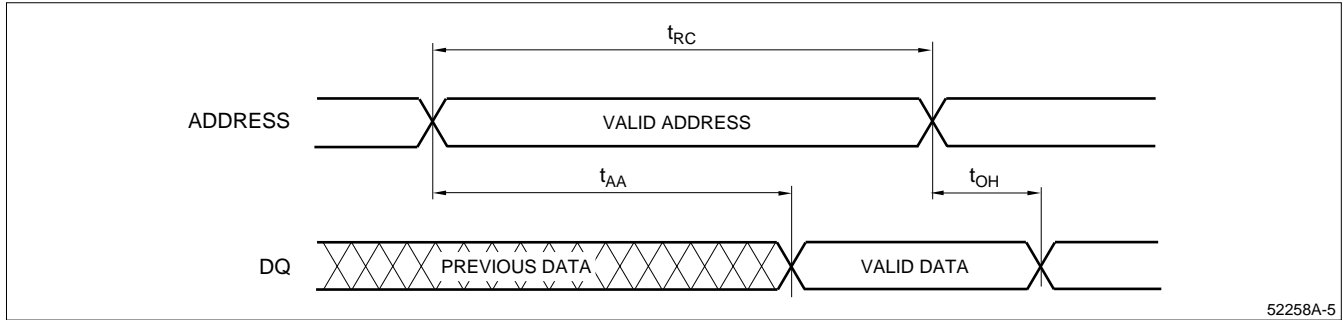 tRC
ADDRESS
VALID ADDRESS
tAA
tOH
DQ
PREVIOUS DATA
VALID DATA
52258A-5